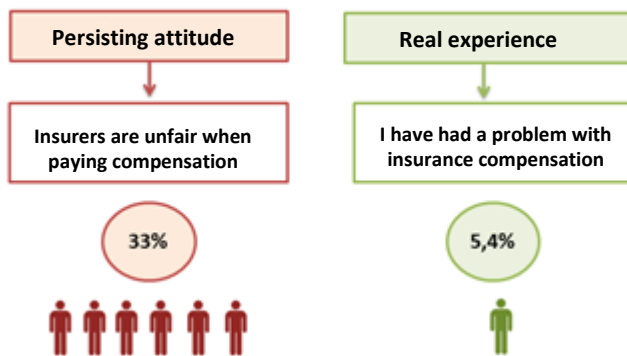 Persisting attitude
Real experience
Insurers are unfair when
paying compensation
I have had a problem with
insurance compensation
33%
5,4%